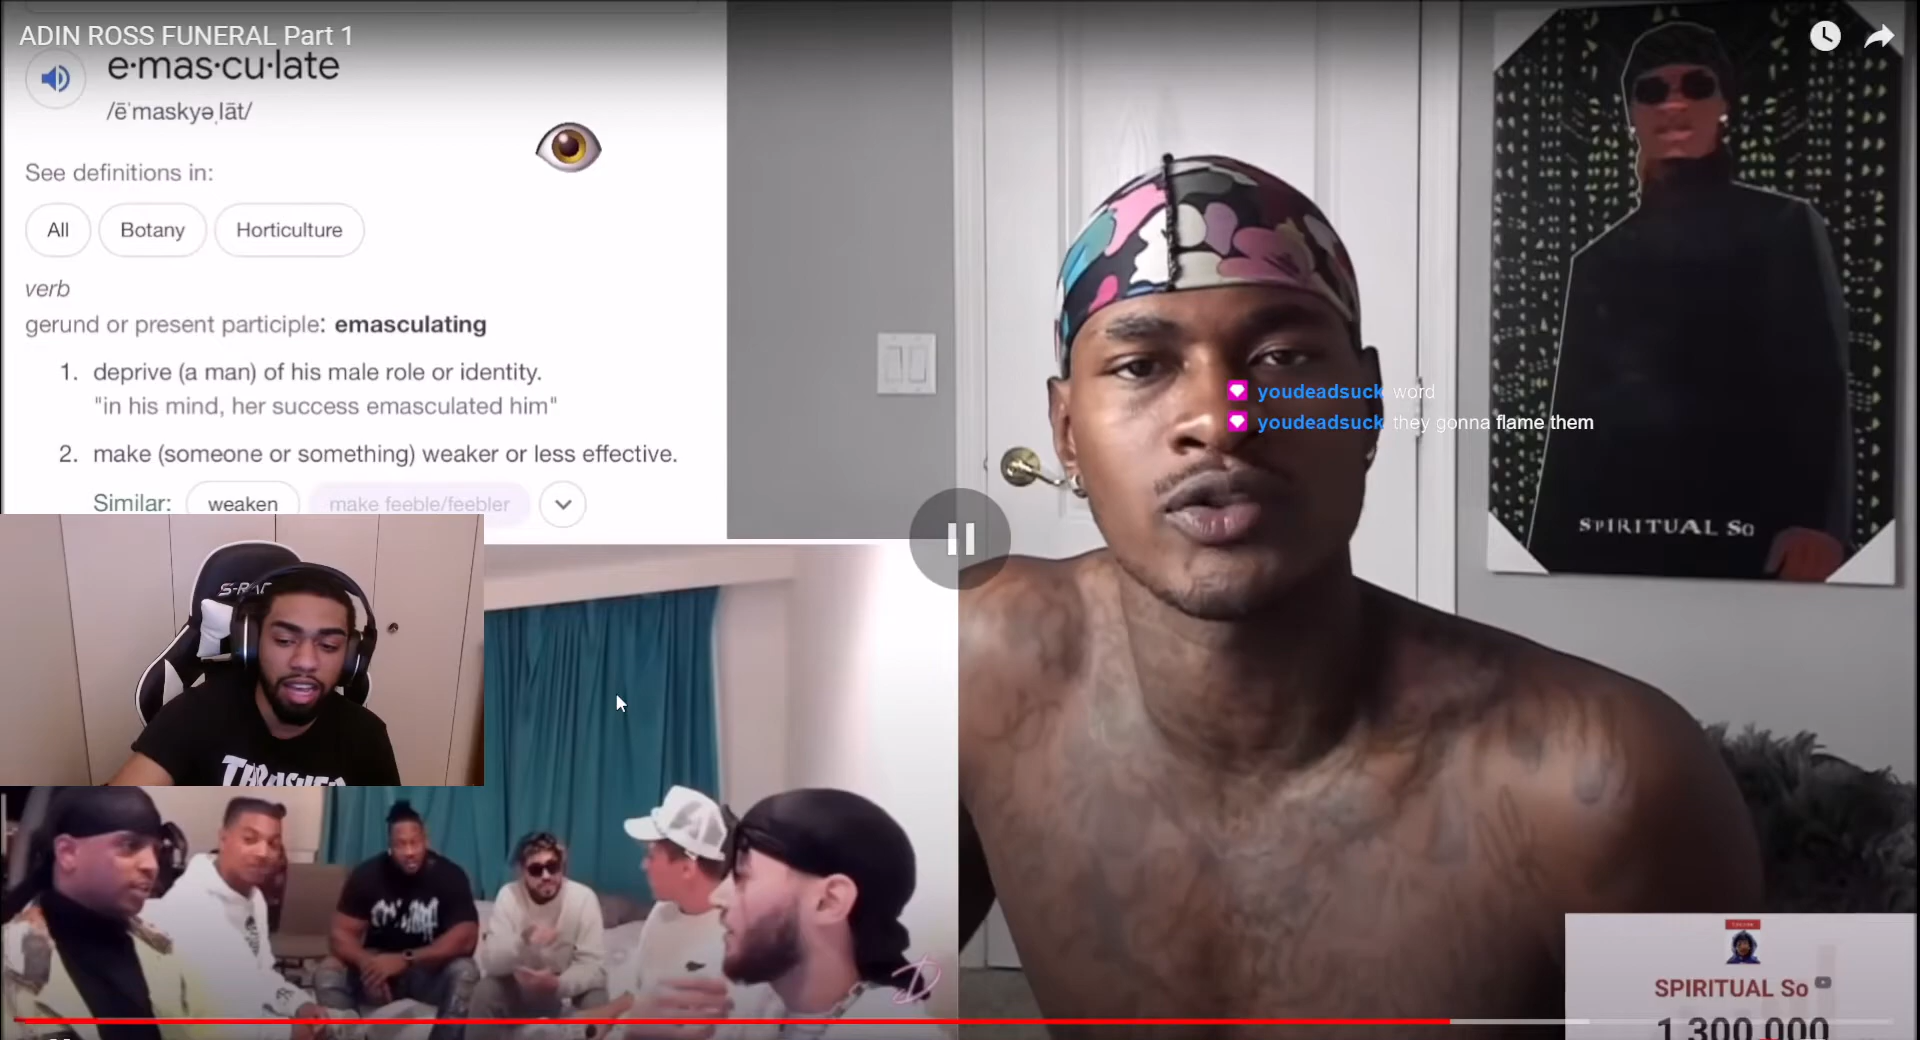 ADIN ROSS FUNERAL Part 1
e·mas·cu·late
/ēˈmaskyəˌlāt/
See definitions in:
All
Botany
Horticulture
verb
gerund or present participle: emasculating
1. deprive (a man) of his male role or identity.
"in his mind, her success emasculated him"
2. make (someone or something) weaker or less effective.
Similar:
weaken
make feeble/feebler
youdeadsuck word
youdeadsuck they gonna flame them
SPIRITUAL So
THRASHER
SPIRITUAL So
1,300,000